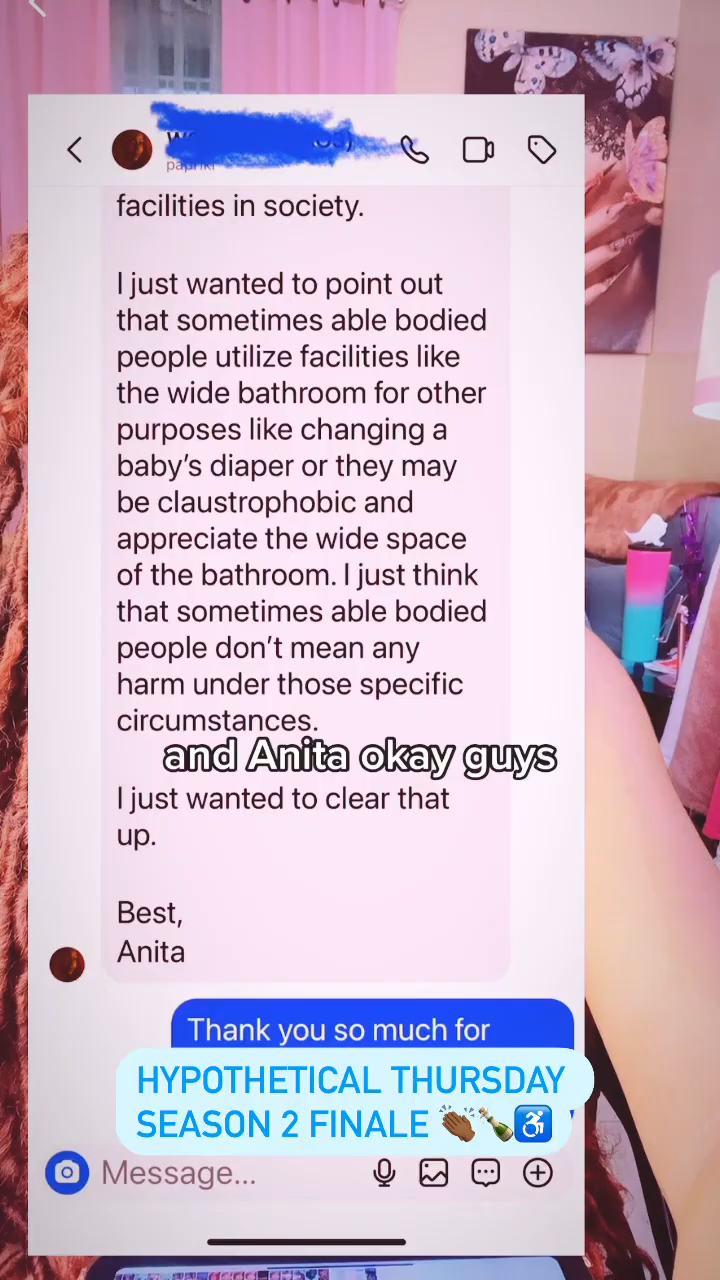 facilities in society.
I just wanted to point out
that sometimes able bodied
people utilize facilities like
the wide bathroom for other
purposes like changing a
baby's diaper or they may
be claustrophobic and
appreciate the wide space
of the bathroom. I just think
that sometimes able bodied
people don't mean any
harm under those specific
circumstances.
and Anita okay guys
I just wanted to clear that
up.
Best,
Anita
Thank you so much for
HYPOTHETICAL THURSDAY
SEASON 2 FINALE 👏🏾🍾♿
Message...